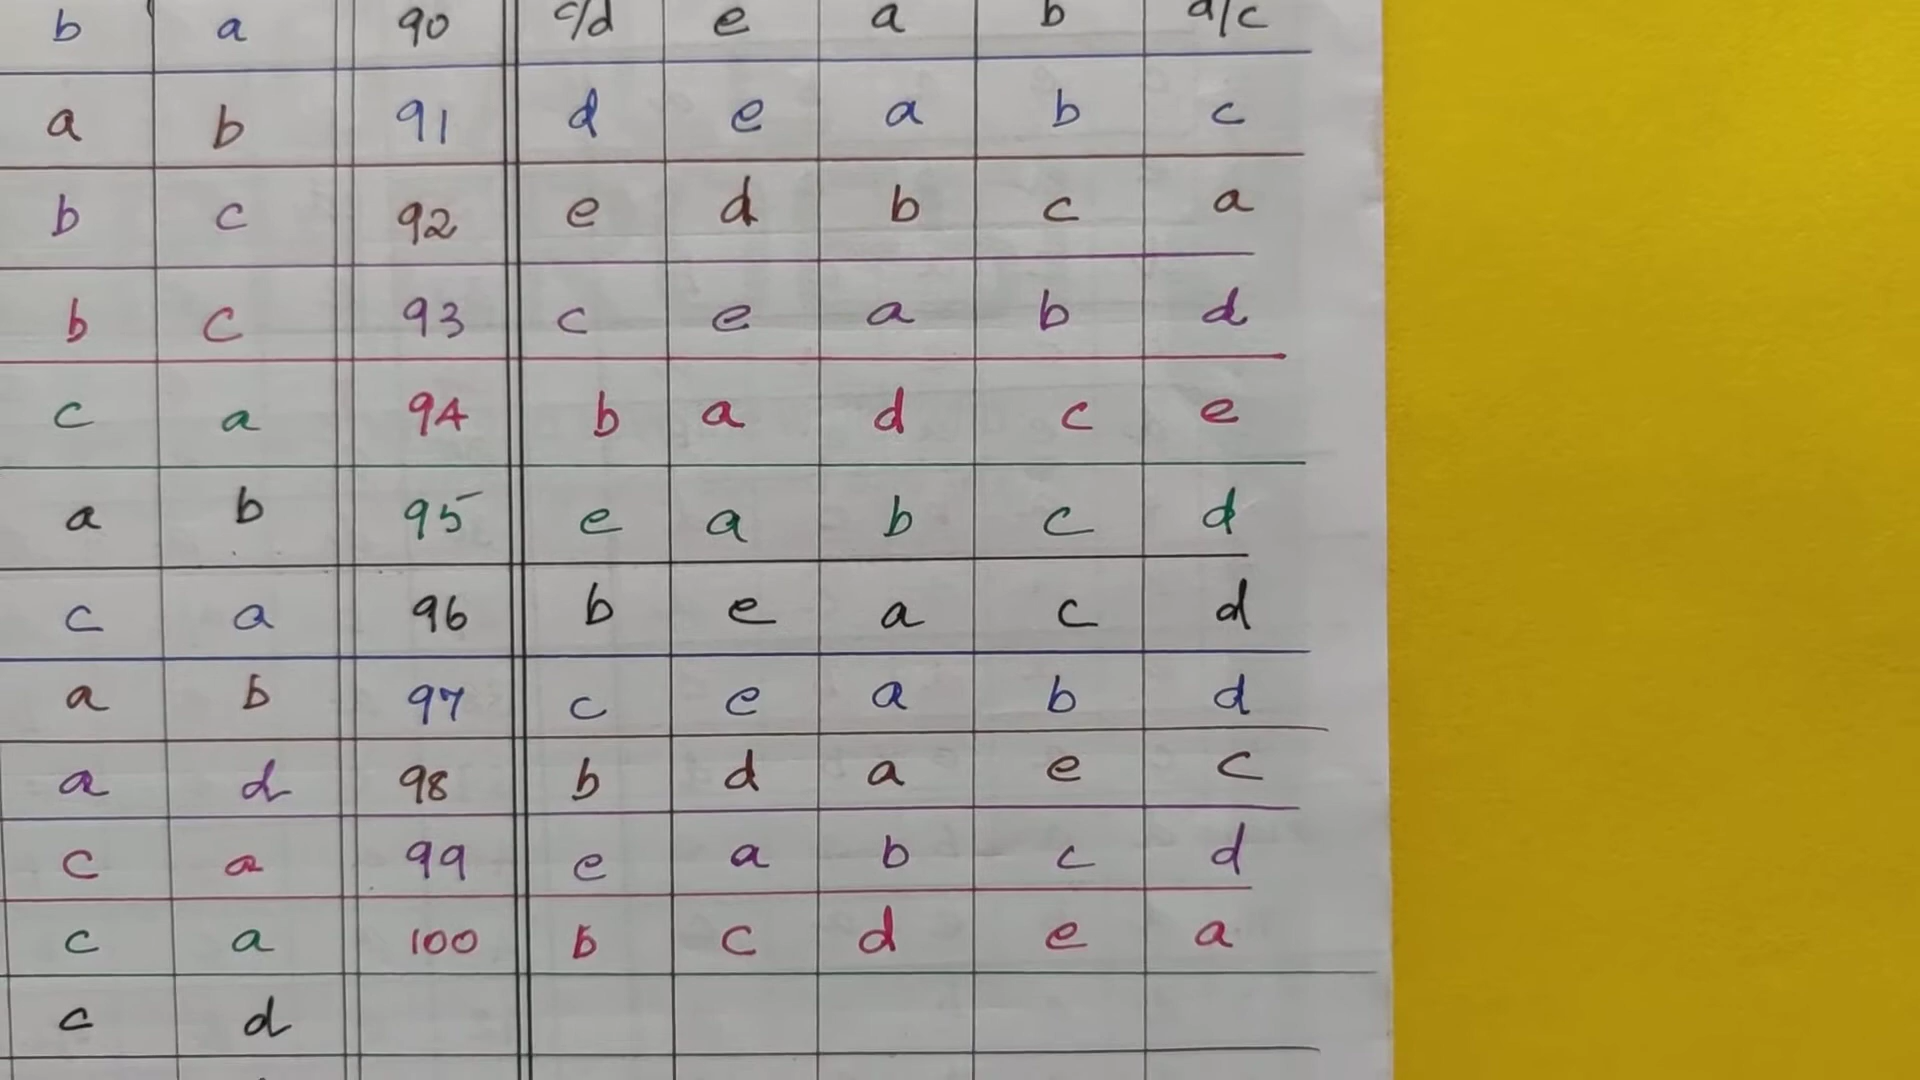 b a 90 c/d e a b a/c
a b 91 d e a b c
b c 92 e d b c a
b c 93 c e a b d
c a 94 b a d c e
a b 95 e a b c d
c a 96 b e a c d
a b 97 c e a b d
a d 98 b d a e c
c a 99 e a b c d
c a 100 b c d e a
c d